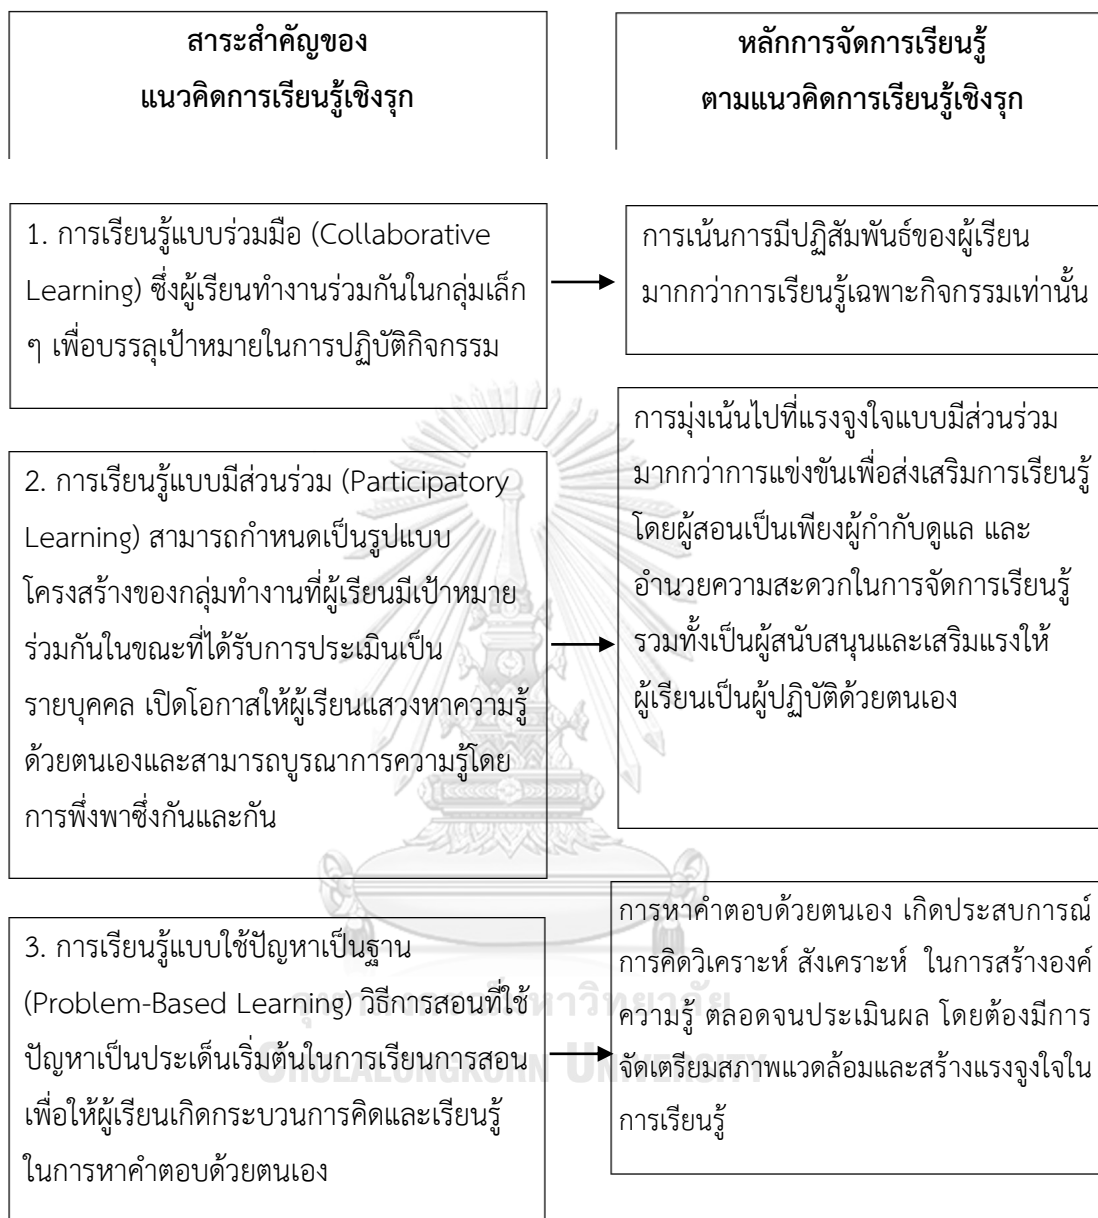 สาระสำคัญของ
แนวคิดการเรียนรู้เชิงรุก
หลักการจัดการเรียนรู้
ตามแนวคิดการเรียนรู้เชิงรุก
1. การเรียนรู้แบบร่วมมือ (Collaborative
Learning) ซึ่งผู้เรียนทำงานร่วมกันในกลุ่มเล็ก
ๆ เพื่อบรรลุเป้าหมายในการปฏิบัติกิจกรรม
การเน้นการมีปฏิสัมพันธ์ของผู้เรียน
มากกว่าการเรียนรู้เฉพาะกิจกรรมเท่านั้น
2. การเรียนรู้แบบมีส่วนร่วม (Participatory
Learning) สามารถกำหนดเป็นรูปแบบ
โครงสร้างของกลุ่มทำงานที่ผู้เรียนมีเป้าหมาย
ร่วมกันในขณะที่ได้รับการประเมินเป็น
รายบุคคล เปิดโอกาสให้ผู้เรียนแสวงหาความรู้
ด้วยตนเองและสามารถบูรณาการความรู้โดย
การพึ่งพาซึ่งกันและกัน
การมุ่งเน้นไปที่แรงจูงใจแบบมีส่วนร่วม
มากกว่าการแข่งขันเพื่อส่งเสริมการเรียนรู้
โดยผู้สอนเป็นเพียงผู้กำกับดูแล และ
อำนวยความสะดวกในการจัดการเรียนรู้
รวมทั้งเป็นผู้สนับสนุนและเสริมแรงให้
ผู้เรียนเป็นผู้ปฏิบัติด้วยตนเอง
3. การเรียนรู้แบบใช้ปัญหาเป็นฐาน
(Problem-Based Learning) วิธีการสอนที่ใช้
ปัญหาเป็นประเด็นเริ่มต้นในการเรียนการสอน
เพื่อให้ผู้เรียนเกิดกระบวนการคิดและเรียนรู้
ในการหาคำตอบด้วยตนเอง
การหาคำตอบด้วยตนเอง เกิดประสบการณ์
การคิดวิเคราะห์ สังเคราะห์ ในการสร้างองค์
ความรู้ ตลอดจนประเมินผล โดยต้องมีการ
จัดเตรียมสภาพแวดล้อมและสร้างแรงจูงใจใน
การเรียนรู้
จุฬาลงกรณ์มหาวิทยาลัย
CHULALONGKORN UNIVERSITY